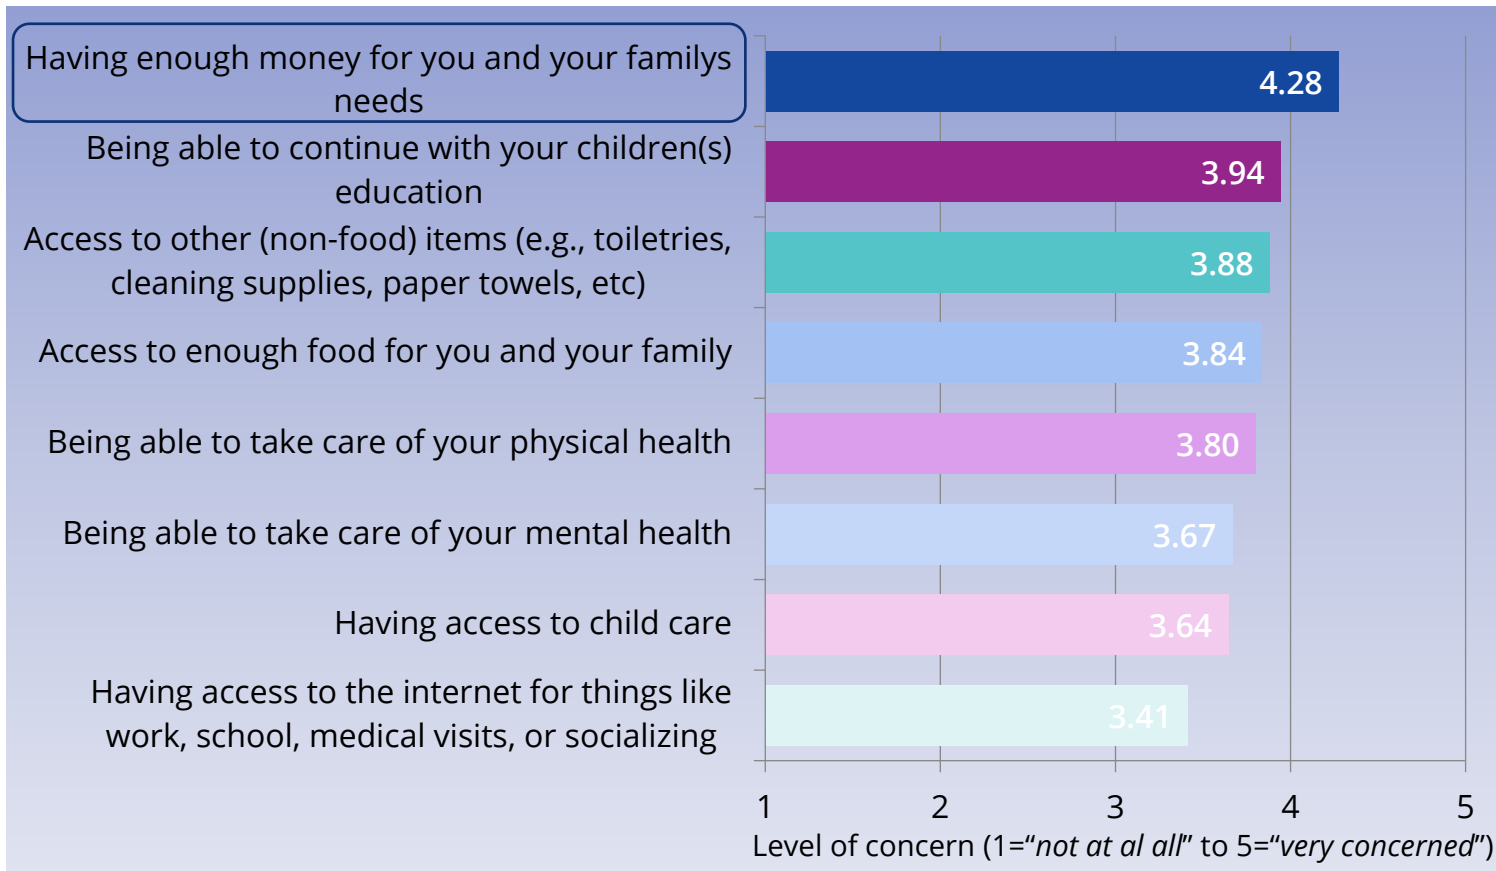 Having enough money for you and your familys
needs
4.28
Being able to continue with your children(s)
education
3.94
Access to other (non-food) items (e.g., toiletries,
cleaning supplies, paper towels, etc)
3.88
Access to enough food for you and your family
3.84
Being able to take care of your physical health
3.80
Being able to take care of your mental health
3.67
Having access to child care
3.64
Having access to the internet for things like
work, school, medical visits, or socializing
3.41
1 2 3 4 5
Level of concern (1=“not at al all” to 5=“very concerned”)